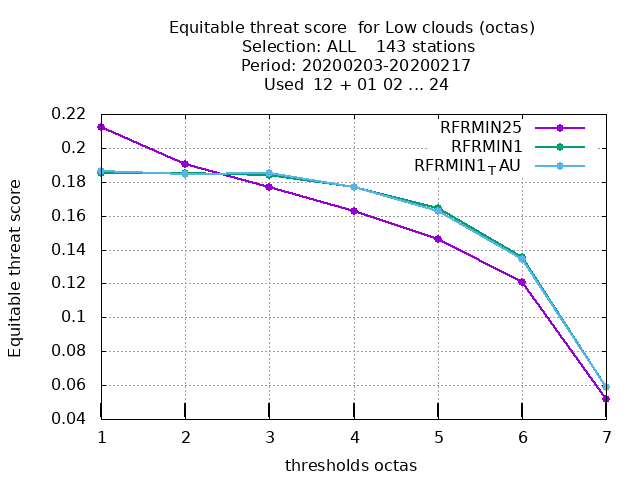 Equitable threat score  for Low clouds (octas)
Selection: ALL    143 stations
Period: 20200203-20200217
Used  12 + 01 02 ... 24
RFRMIN25
RFRMIN1
RFRMIN1TAU
Equitable threat score
0.22
0.2
0.18
0.16
0.14
0.12
0.1
0.08
0.06
0.04
1 2 3 4 5 6 7
thresholds octas